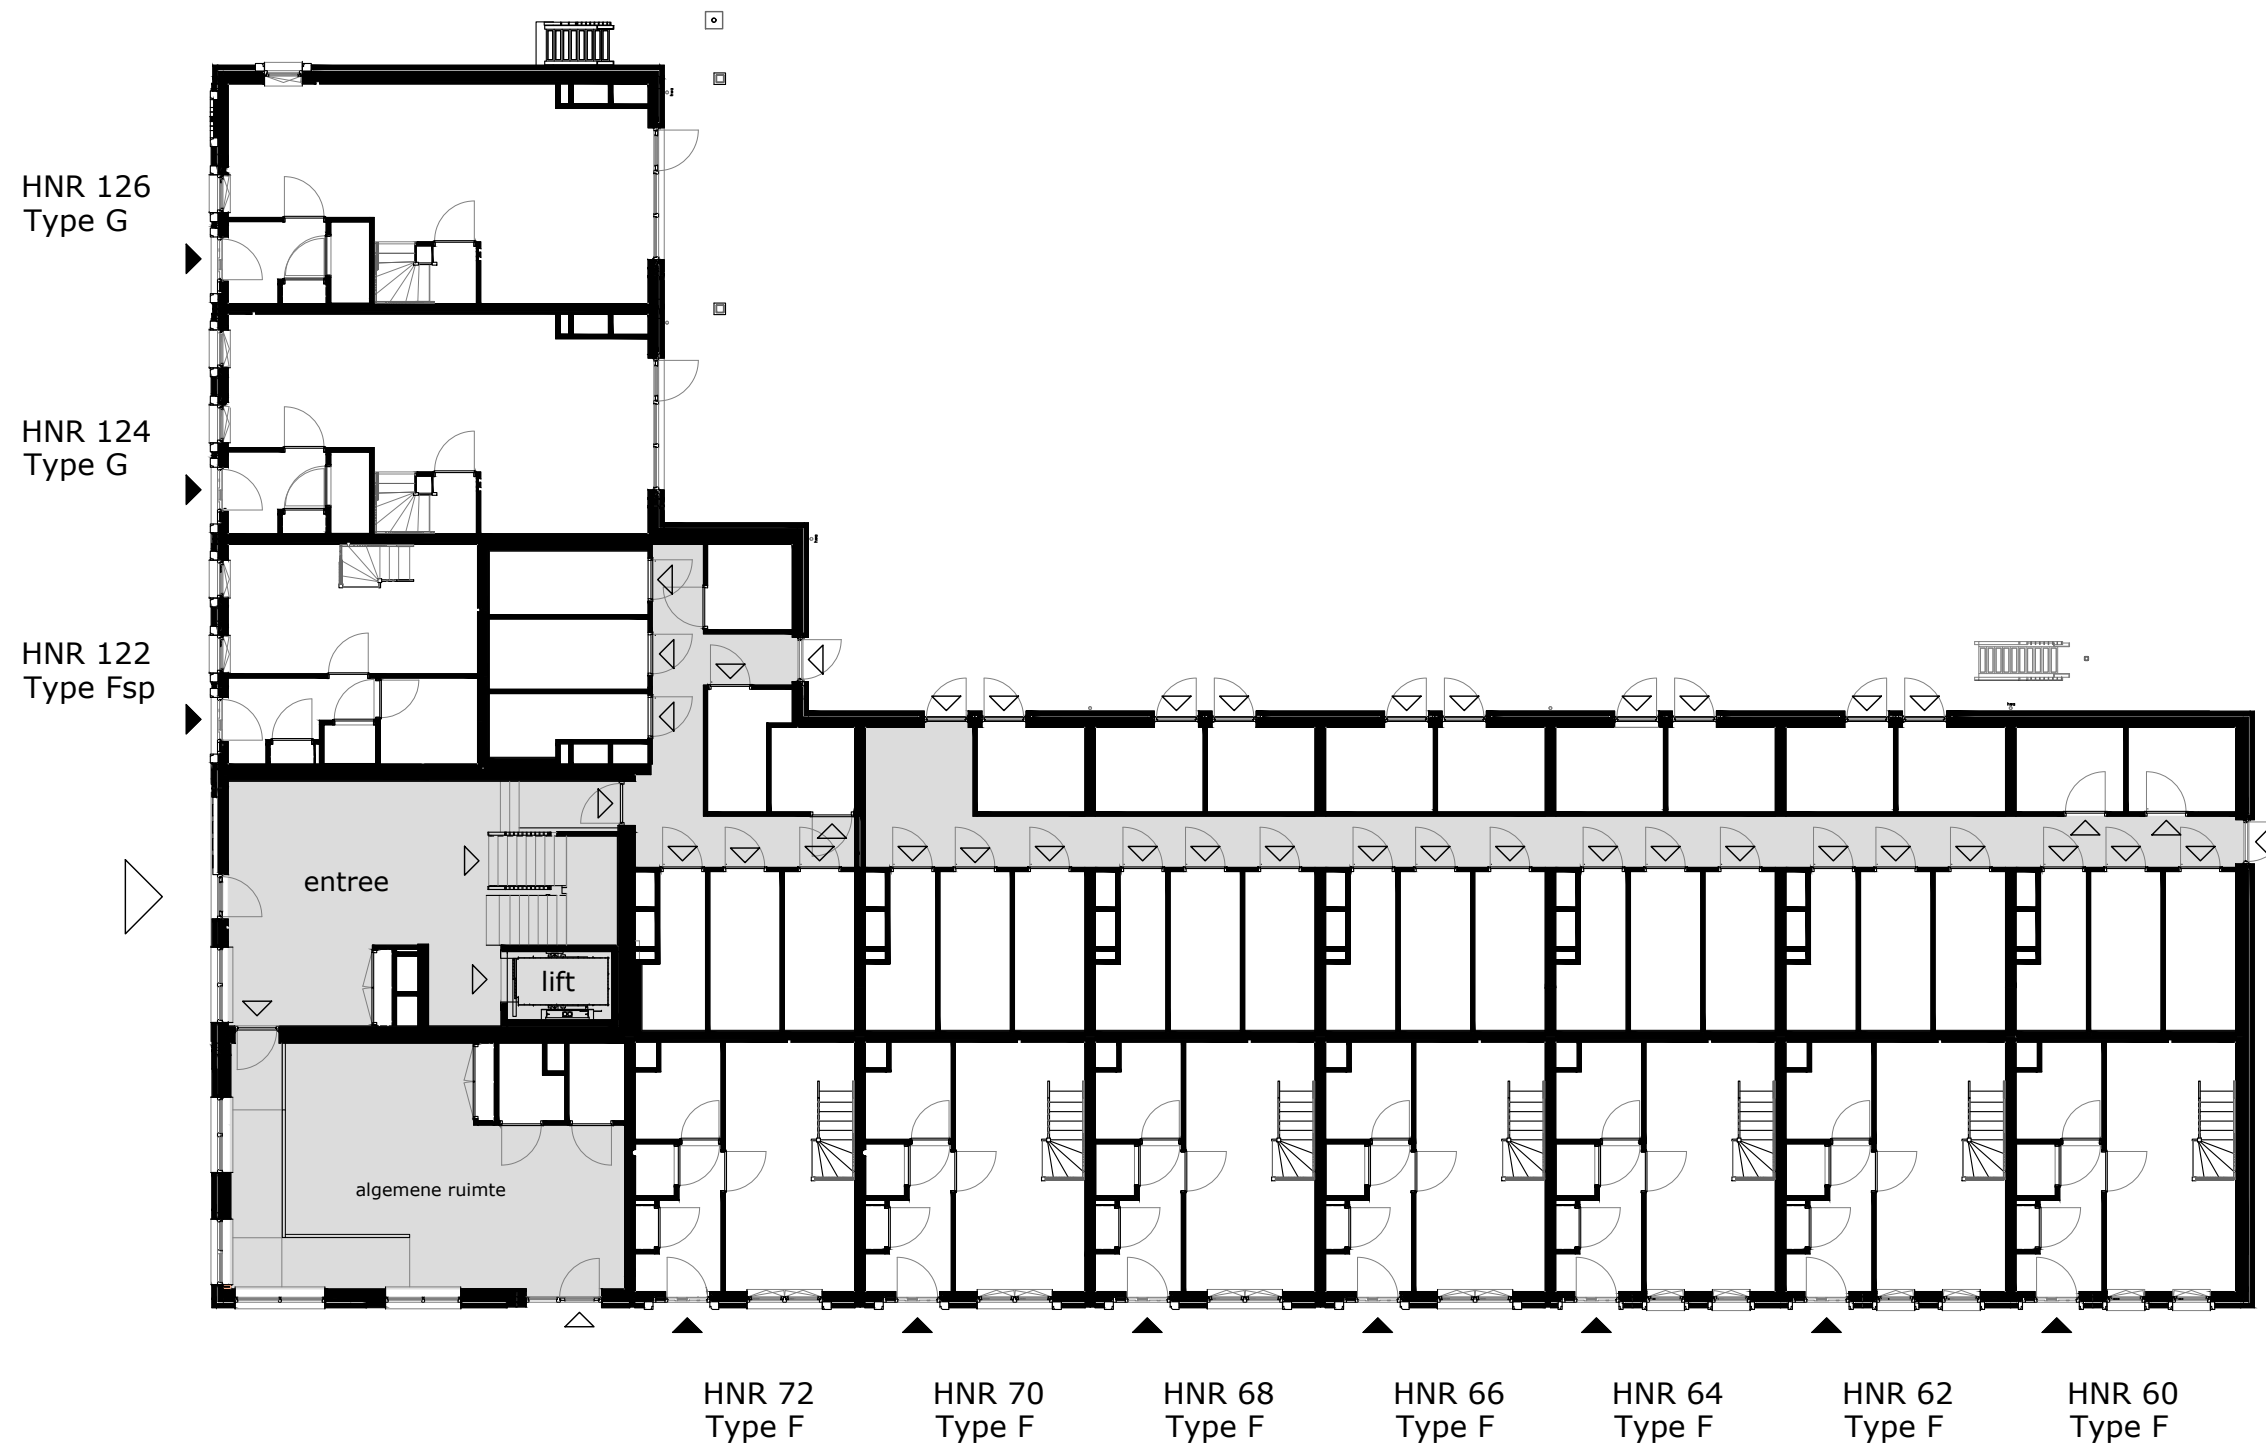 HNR 126
Type G
HNR 124
Type G
HNR 122
Type Fsp
entree
lift
algemene ruimte
HNR 72
Type F
HNR 70
Type F
HNR 68
Type F
HNR 66
Type F
HNR 64
Type F
HNR 62
Type F
HNR 60
Type F